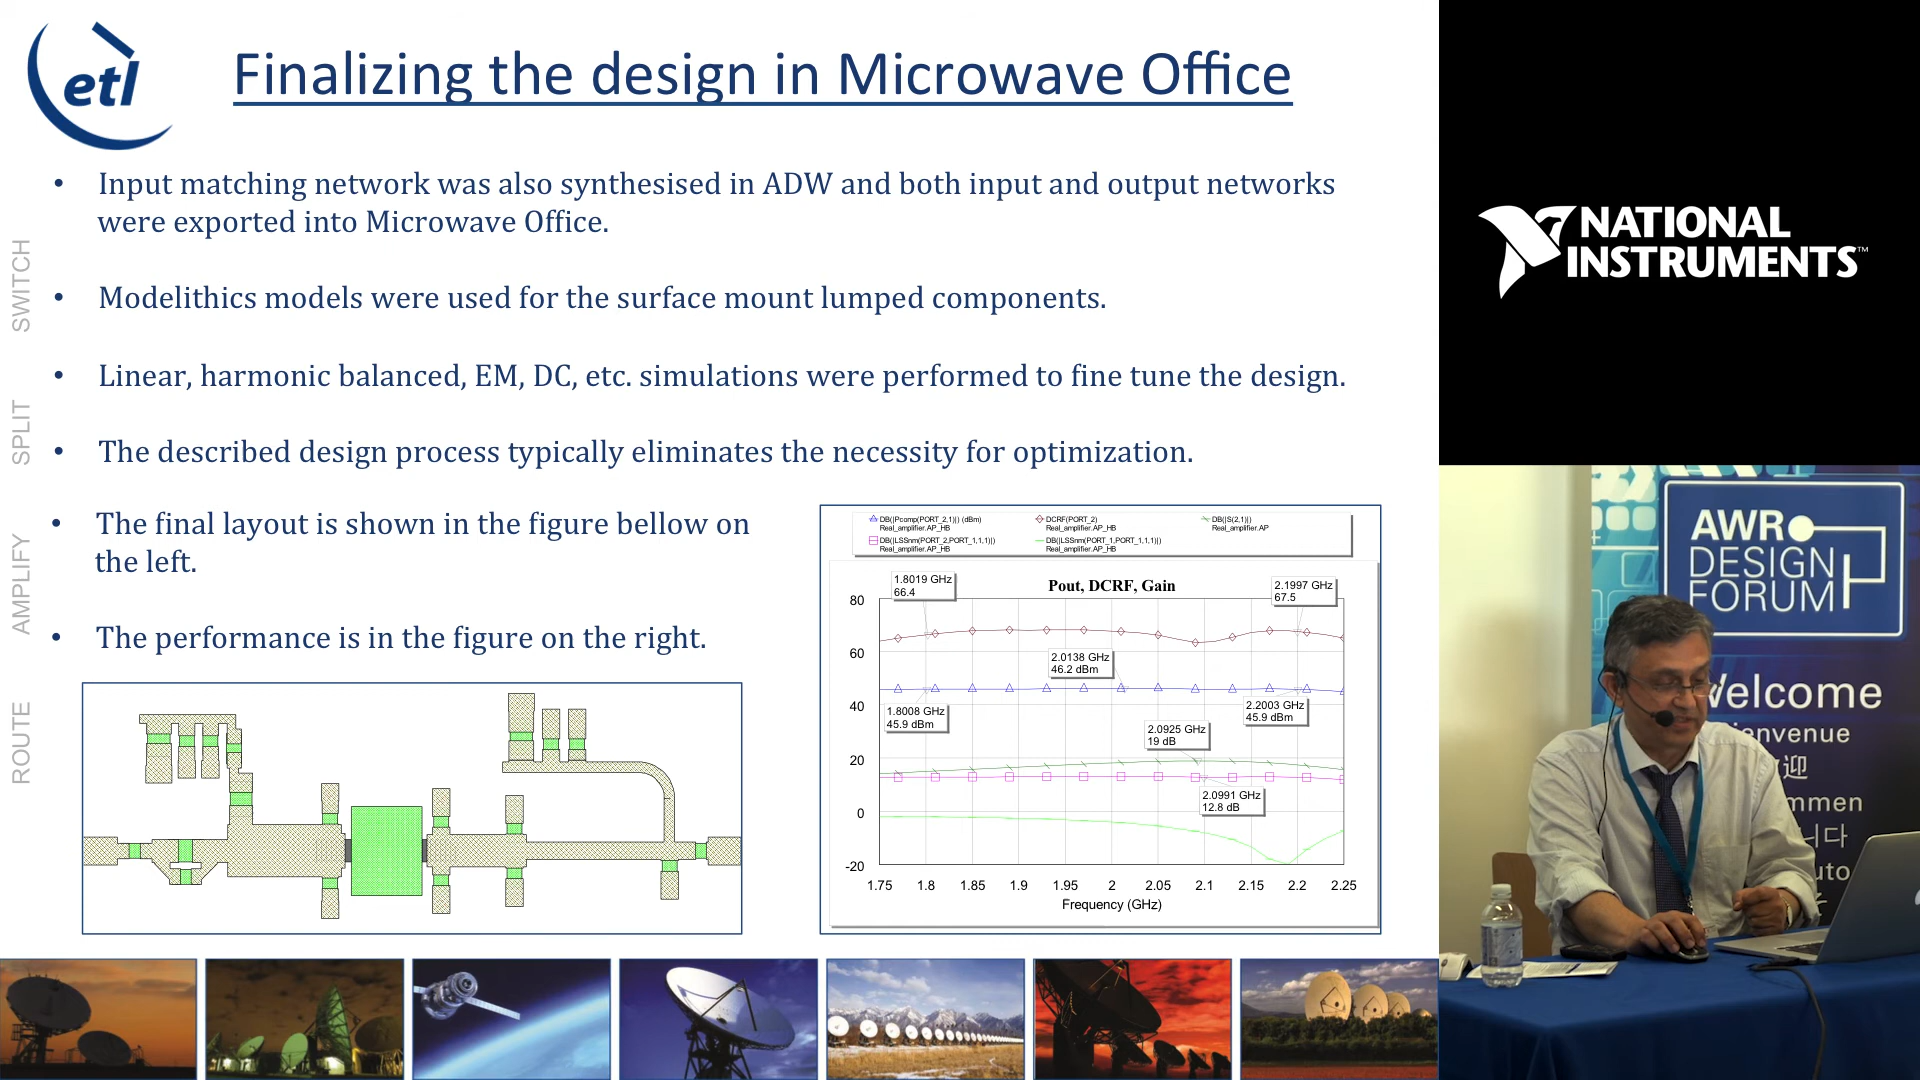 etl
Finalizing the design in Microwave Office
• Input matching network was also synthesised in ADW and both input and output networks
were exported into Microwave Office.
• Modelithics models were used for the surface mount lumped components.
• Linear, harmonic balanced, EM, DC, etc. simulations were performed to fine tune the design.
• The described design process typically eliminates the necessity for optimization.
• The final layout is shown in the figure bellow on
the left.
• The performance is in the figure on the right.
SWITCH
SPLIT
AMPLIFY
ROUTE
DB(|Pcomp(PORT_2,1)|) (dBm)
Real_amplifier.AP_HB
DCRF(PORT_2)
Real_amplifier.AP_HB
DB(|S(2,1)|)
Real_amplifier.AP
DB(|LSSnm(PORT_2,PORT_1,1,1)|)
Real_amplifier.AP_HB
DB(|LSSnm(PORT_1,PORT_1,1,1)|)
Real_amplifier.AP_HB
Pout, DCRF, Gain
1.8019 GHz
66.4
2.1997 GHz
67.5
2.0138 GHz
46.2 dBm
1.8008 GHz
45.9 dBm
2.2003 GHz
45.9 dBm
2.0925 GHz
19 dB
2.0991 GHz
12.8 dB
80
60
40
20
0
-20
1.75 1.8 1.85 1.9 1.95 2 2.05 2.1 2.15 2.2 2.25
Frequency (GHz)
NATIONAL
INSTRUMENTS™
AWR
DESIGN
FORUM
Welcome
envenue
迎
mmen
니다
uto